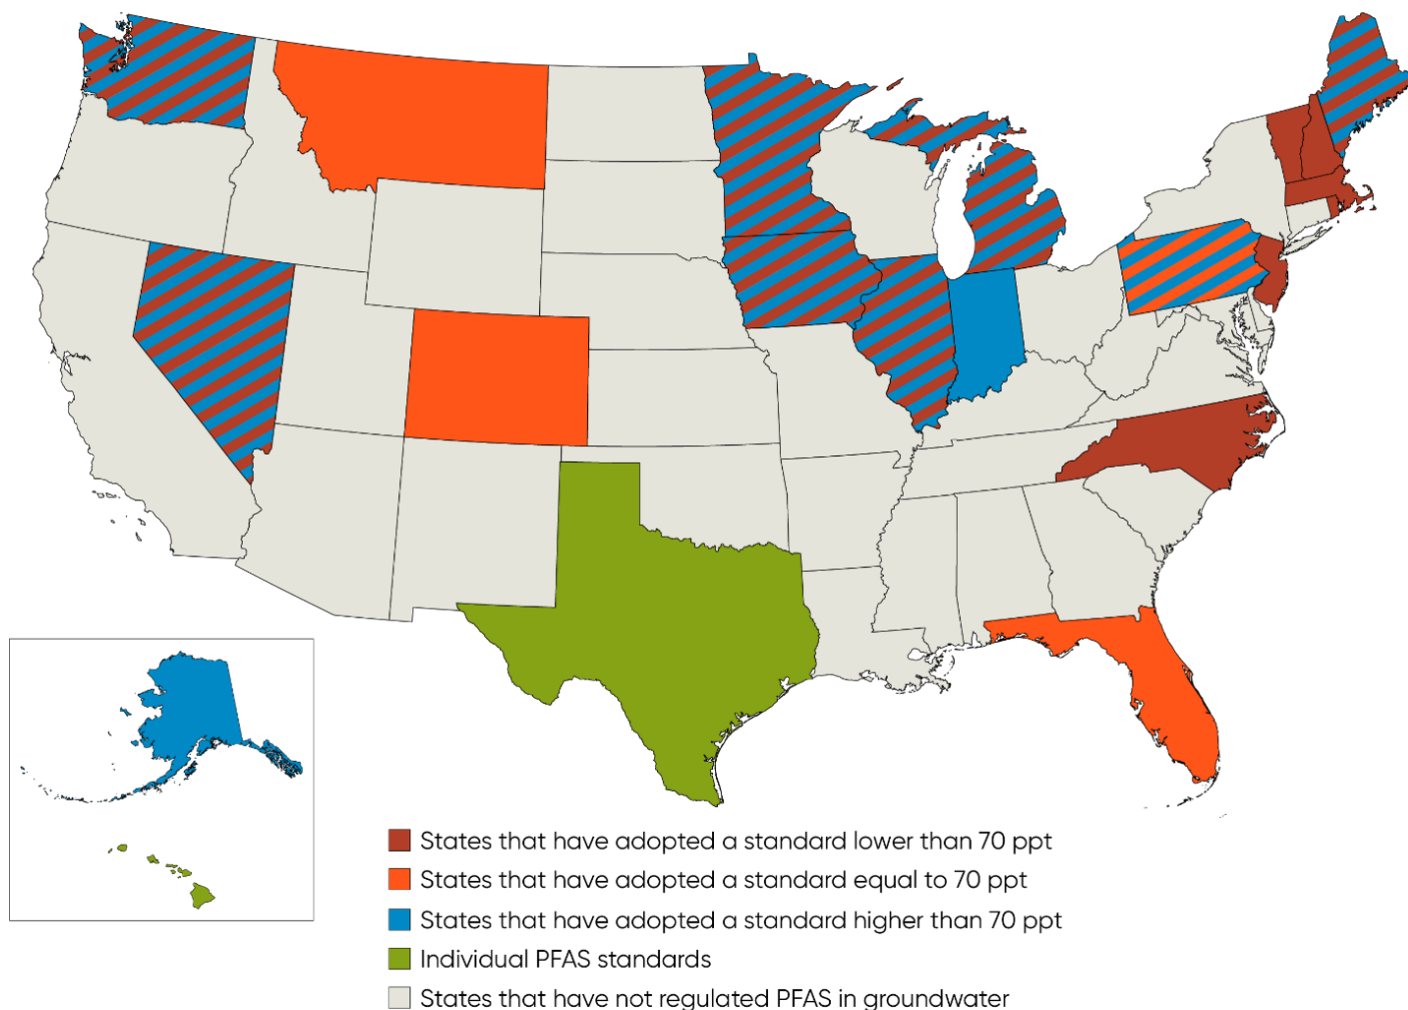 States that have adopted a standard lower than 70 ppt
States that have adopted a standard equal to 70 ppt
States that have adopted a standard higher than 70 ppt
Individual PFAS standards
States that have not regulated PFAS in groundwater